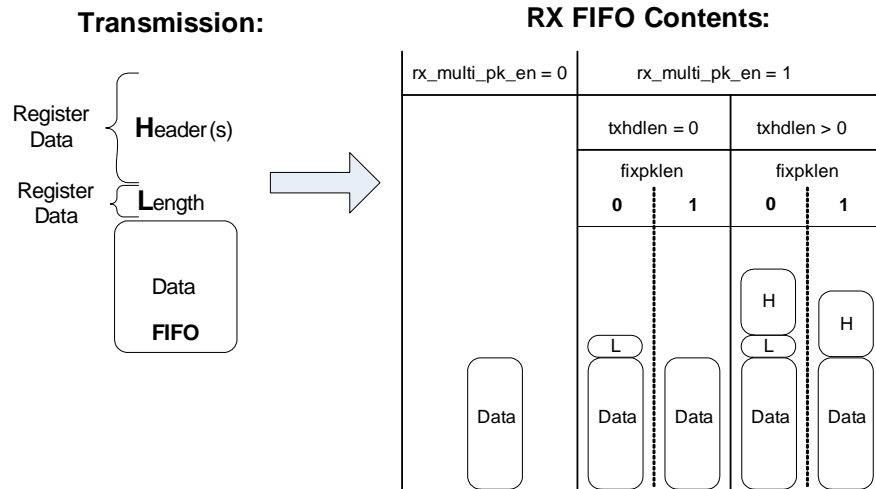 Transmission:
RX FIFO Contents:
Register
Data
Header(s)
Register
Data
Length
Data
FIFO
rx_multi_pk_en = 0
rx_multi_pk_en = 1
txhdlen = 0
txhdlen > 0
fixpklen
fixpklen
0
1
0
1
H
H
L
L
Data
Data
Data
Data
Data